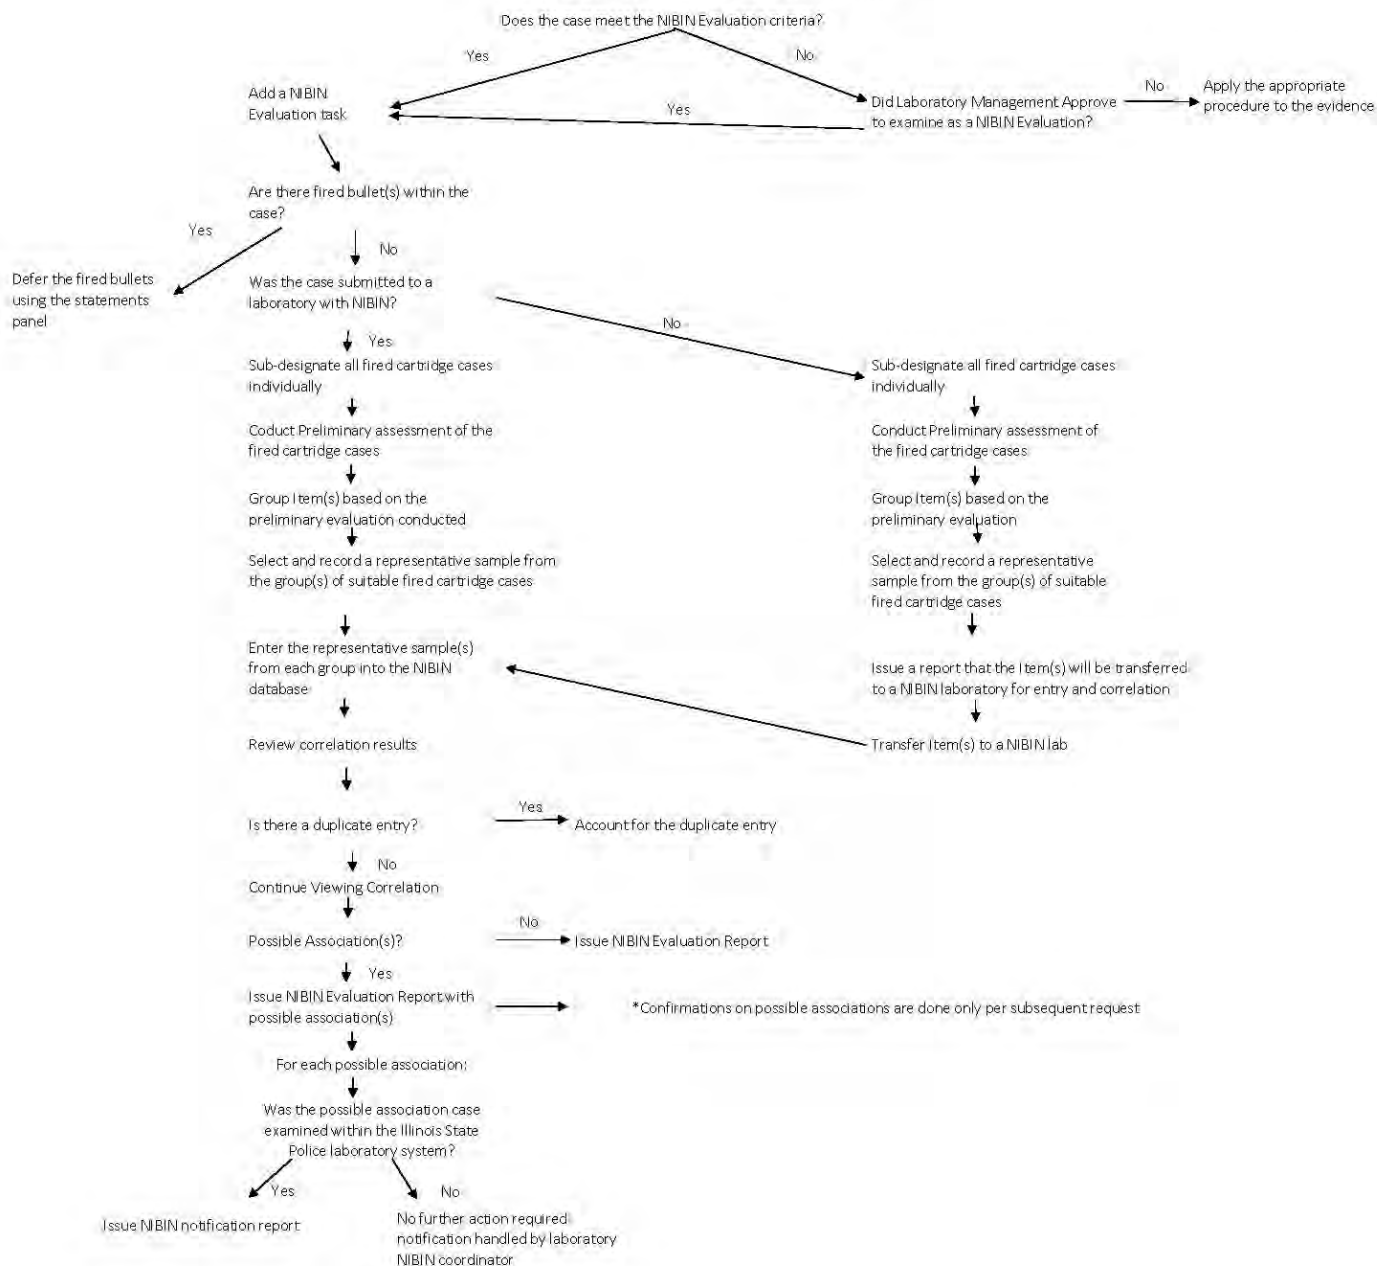 Does the case meet the NIBIN Evaluation criteria?
Yes
No
Add a NIBIN
Evaluation task
Yes
Did Laboratory Management Approve
to examine as a NIBIN Evaluation?
No
Apply the appropriate
procedure to the evidence
Are there fired bullet(s) within the
case?
Yes
No
Defer the fired bullets
using the statements
panel
Was the case submitted to a
laboratory with NIBIN?
No
Yes
Sub-designate all fired cartridge cases
individually
Sub-designate all fired cartridge cases
individually
Coduct Preliminary assessment of the
fired cartridge cases
Conduct Preliminary assessment of
the fired cartridge cases
Group Item(s) based on the
preliminary evaluation conducted
Group Item(s) based on the
preliminary evaluation
Select and record a representative sample from
the group(s) of suitable fired cartridge cases
Select and record a representative
sample from the group(s) of suitable
fired cartridge cases
Enter the representative sample(s)
from each group into the NIBIN
database
Issue a report that the Item(s) will be transferred
to a NIBIN laboratory for entry and correlation
Review correlation results
Transfer Item(s) to a NIBIN lab
Is there a duplicate entry?
Yes
Account for the duplicate entry
No
Continue Viewing Correlation
Possible Association(s)?
No
Issue NIBIN Evaluation Report
Yes
Issue NIBIN Evaluation Report with
possible association(s)
*Confirmations on possible associations are done only per subsequent request
For each possible association:
Was the possible association case
examined within the Illinois State
Police laboratory system?
Yes
No
Issue NIBIN notification report
No further action required
notification handled by laboratory
NIBIN coordinator